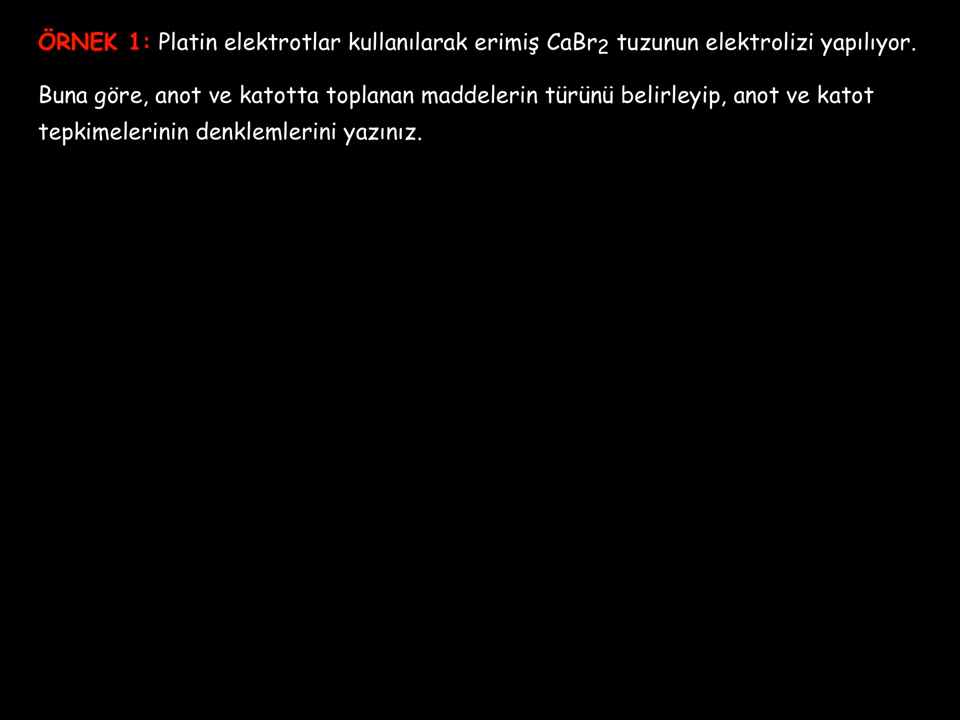 ÖRNEK 1: Platin elektrotlar kullanılarak erimiş CaBr₂ tuzunun elektrolizi yapılıyor.
Buna göre, anot ve katotta toplanan maddelerin türünü belirleyip, anot ve katot
tepkimelerinin denklemlerini yazınız.